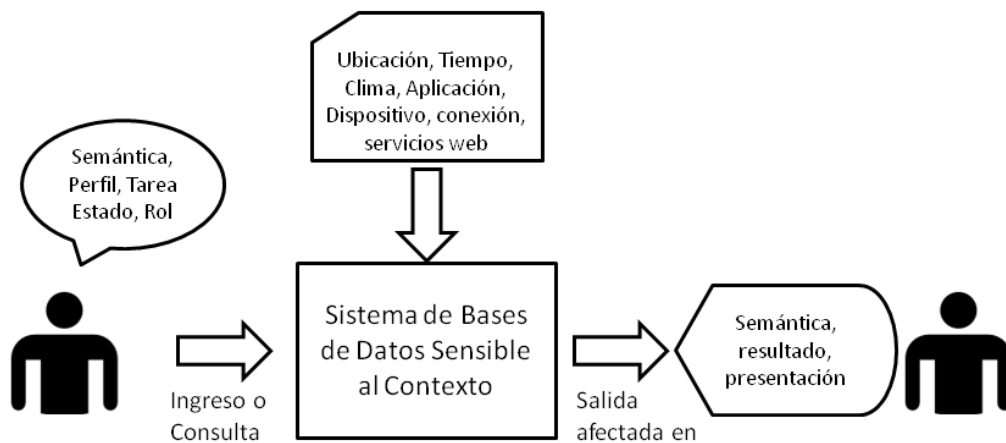 Ubicación, Tiempo,
Clima, Aplicación,
Dispositivo, conexión,
servicios web
Semántica,
Perfil, Tarea
Estado, Rol
Sistema de Bases
de Datos Sensible
al Contexto
Ingreso o
Consulta
Salida
afectada en
Semántica,
resultado,
presentación